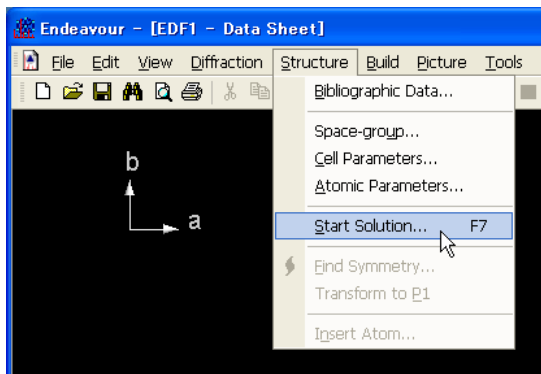 Endeavour - [EDF1 - Data Sheet]
File Edit View Diffraction Structure Build Picture Tools
Bibliographic Data...
Space-group...
Cell Parameters...
Atomic Parameters...
Start Solution... F7
Find Symmetry...
Transform to P1
Insert Atom...
b
a